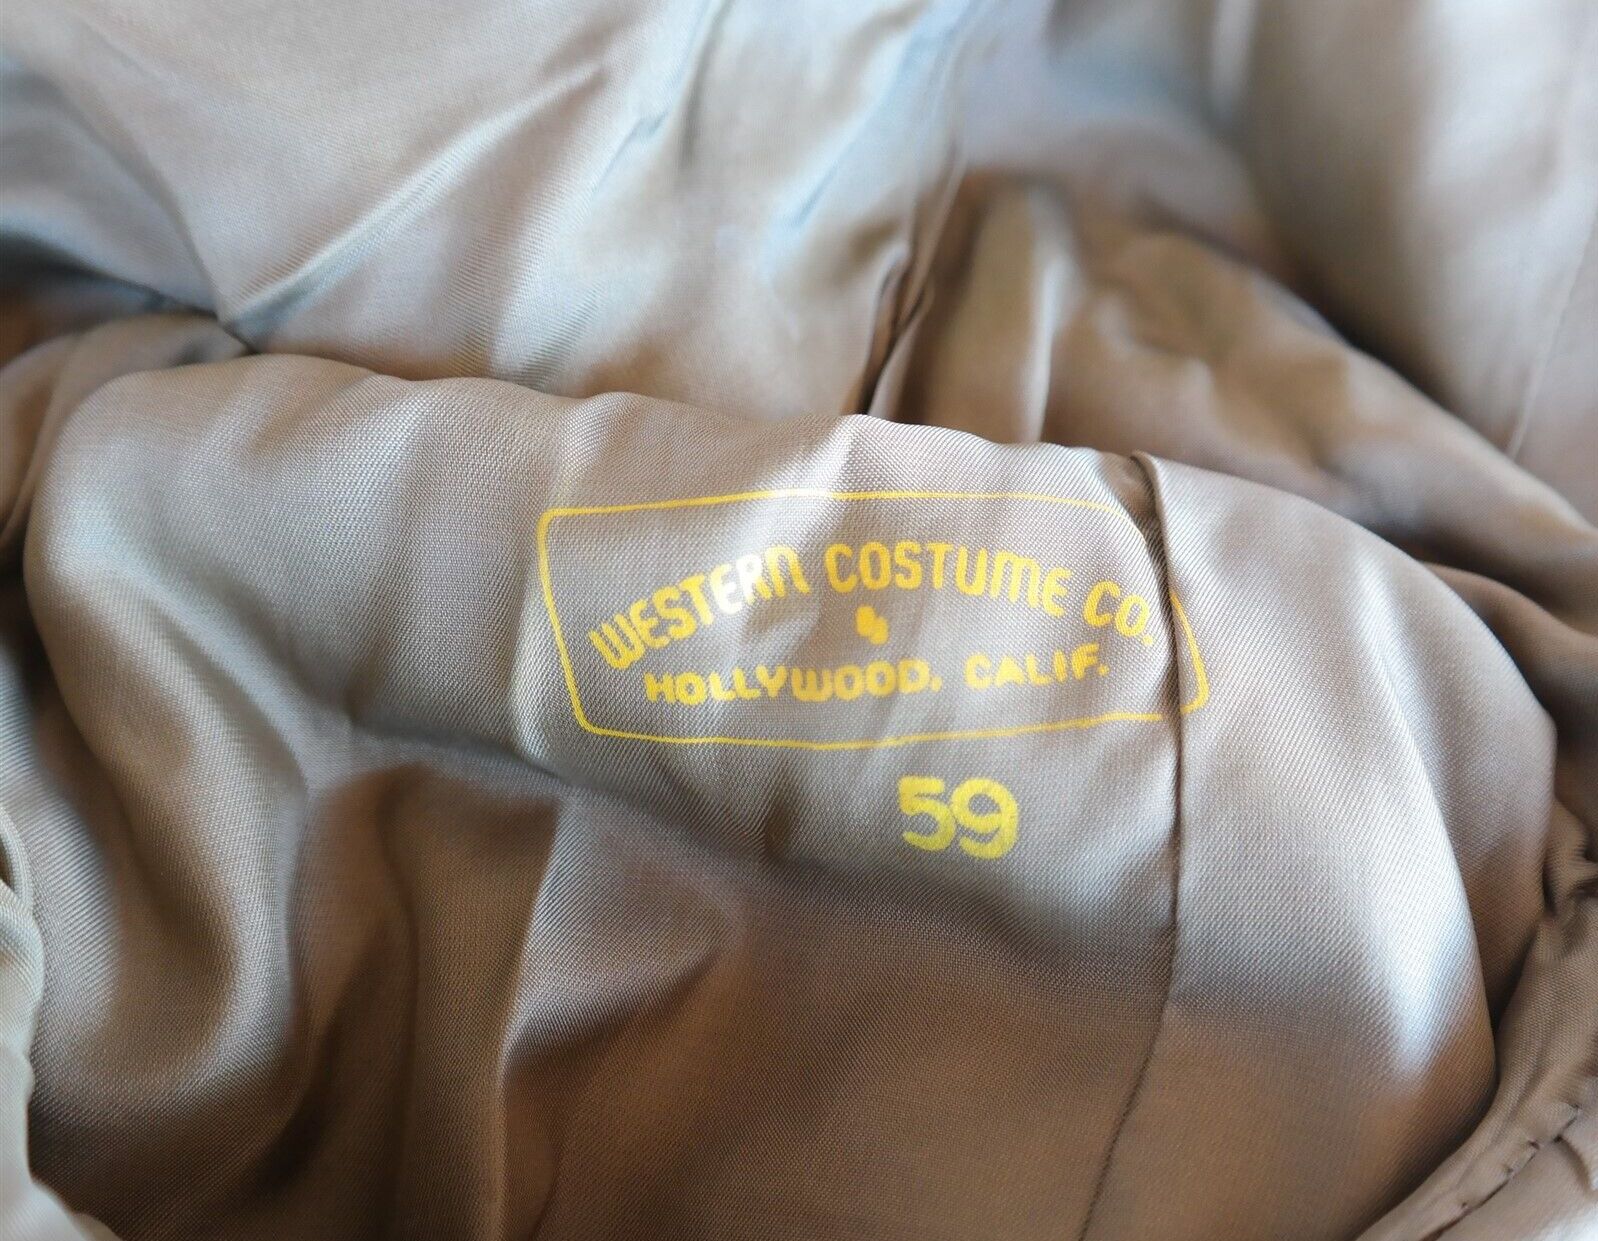 WESTERN COSTUME CO.
HOLLYWOOD, CALIF.
59